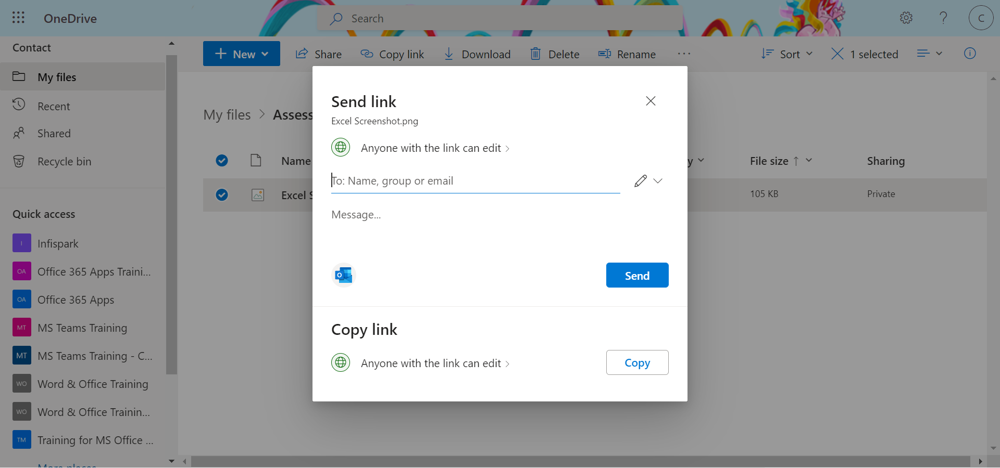 OneDrive
Search
C
Contact
My files
Recent
Shared
Recycle bin
Quick access
I Infispark
OA Office 365 Apps Traini...
OA Office 365 Apps
MT MS Teams Training
MT MS Teams Training - C...
WO Word & Office Training
WO Word & Office Trainin...
TM Training for MS Office ...
More places
New
Share
Copy link
Download
Delete
Rename
Sort
1 selected
My files > Assess
Name
y
File size
Sharing
Excel S
105 KB
Private
Send link
Excel Screenshot.png
Anyone with the link can edit
To: Name, group or email
Message...
Send
Copy link
Anyone with the link can edit
Copy